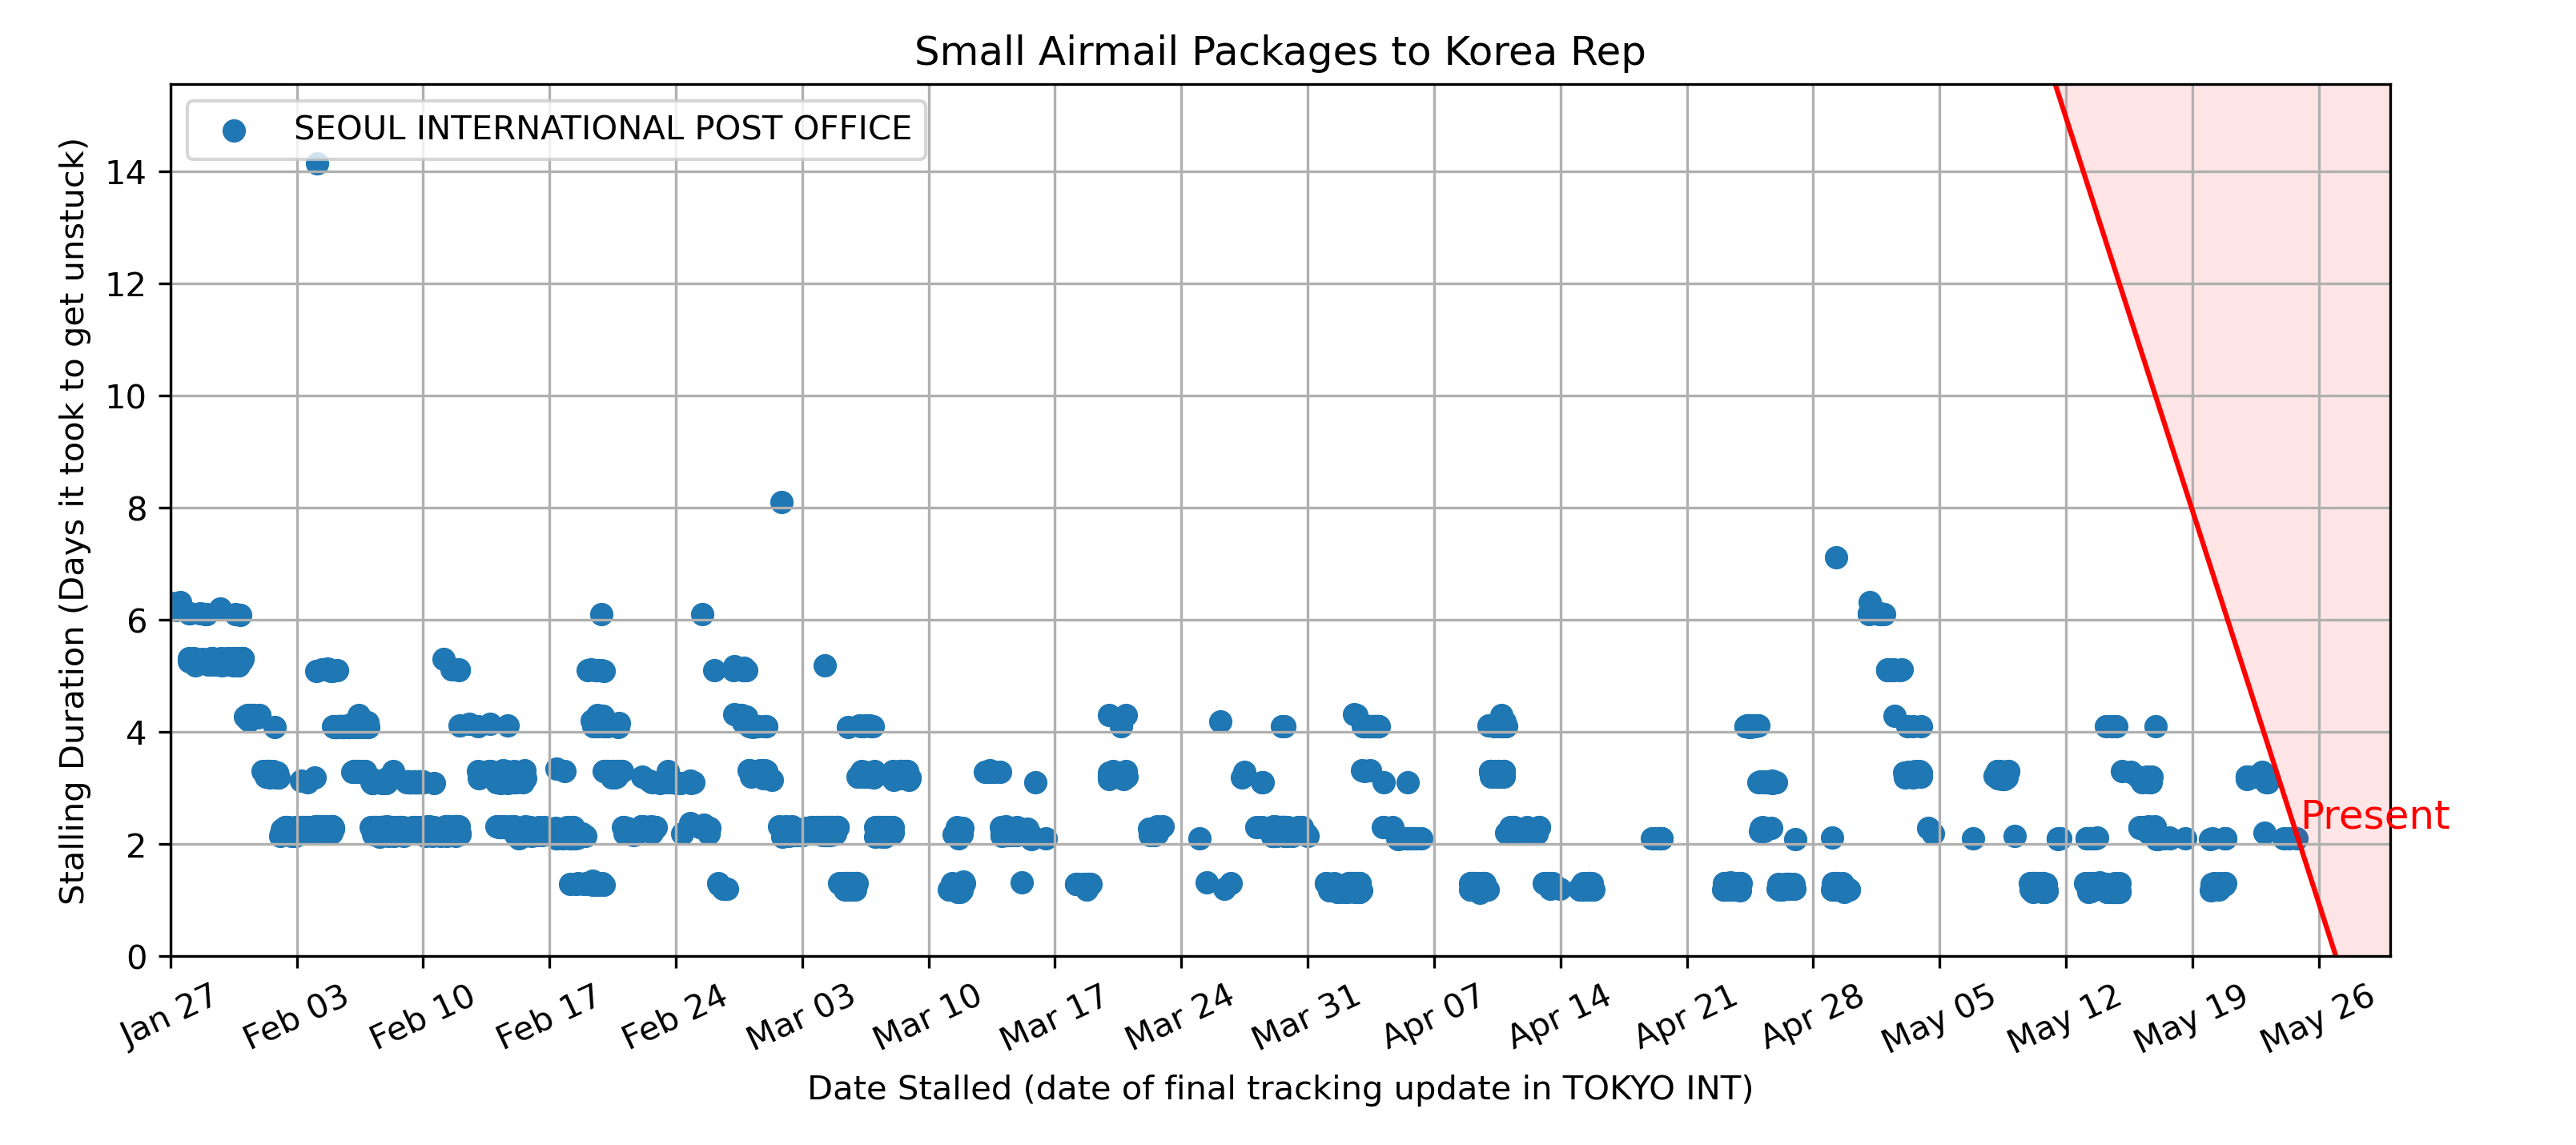 Small Airmail Packages to Korea Rep
SEOUL INTERNATIONAL POST OFFICE
Stalling Duration (Days it took to get unstuck)
14
12
10
8
6
4
2
0
Present
Jan 27
Feb 03
Feb 10
Feb 17
Feb 24
Mar 03
Mar 10
Mar 17
Mar 24
Mar 31
Apr 07
Apr 14
Apr 21
Apr 28
May 05
May 12
May 19
May 26
Date Stalled (date of final tracking update in TOKYO INT)